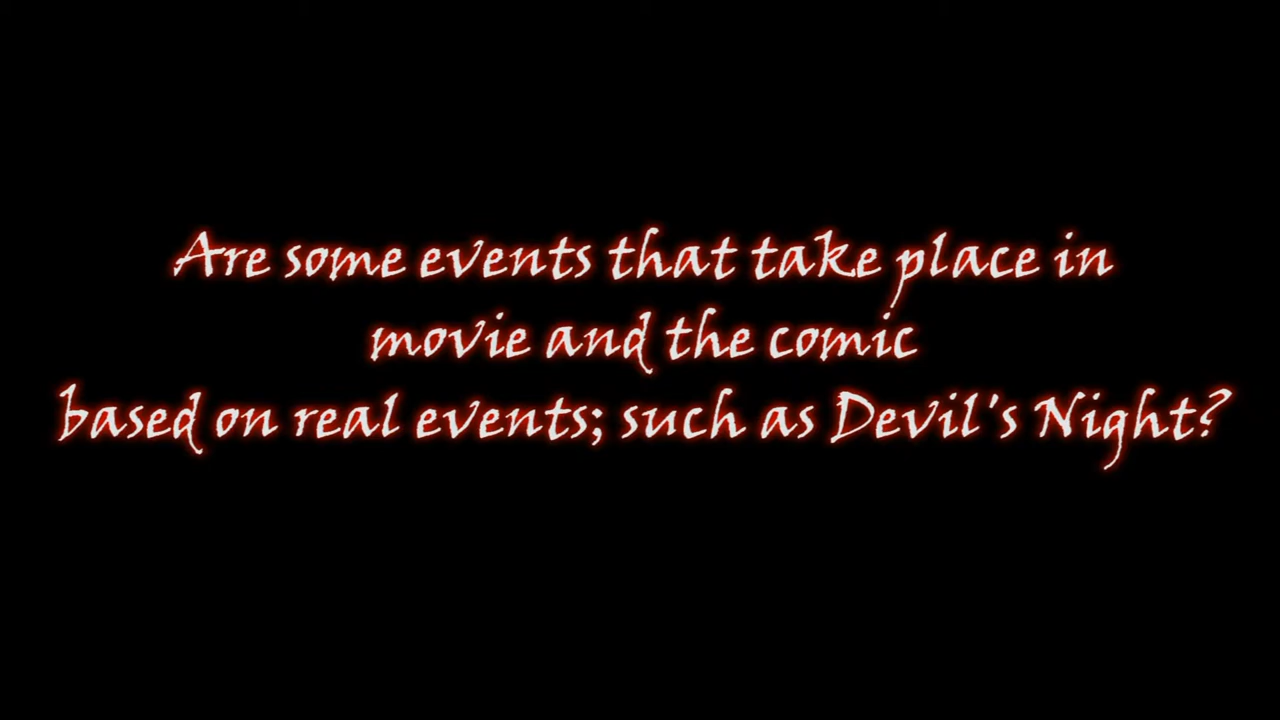 Are some events that take place in
movie and the comic
based on real events; such as Devil's Night?